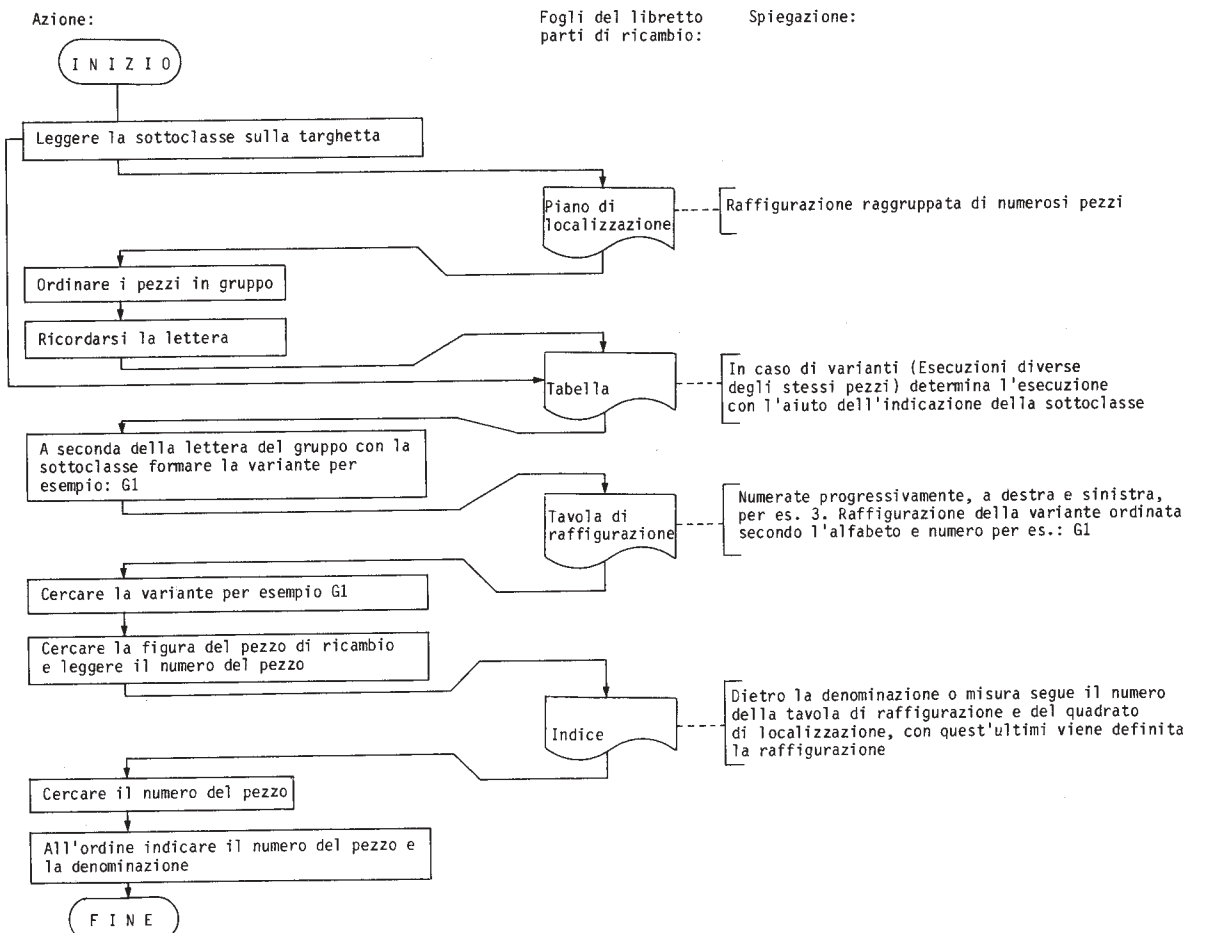 Azione:
Fogli del libretto
parti di ricambio:
Spiegazione:
INIZIO
Leggere la sottoclasse sulla targhetta
Piano di
localizzazione
Raffigurazione raggruppata di numerosi pezzi
Ordinare i pezzi in gruppo
Ricordarsi la lettera
Tabella
In caso di varianti (Esecuzioni diverse
degli stessi pezzi) determina l'esecuzione
con l'aiuto dell'indicazione della sottoclasse
A seconda della lettera del gruppo con la
sottoclasse formare la variante per
esempio: G1
Tavola di
raffigurazione
Numerate progressivamente, a destra e sinistra,
per es. 3. Raffigurazione della variante ordinata
secondo l'alfabeto e numero per es.: G1
Cercare la variante per esempio G1
Cercare la figura del pezzo di ricambio
e leggere il numero del pezzo
Indice
Dietro la denominazione o misura segue il numero
della tavola di raffigurazione e del quadrato
di localizzazione, con quest'ultimi viene definita
la raffigurazione
Cercare il numero del pezzo
All'ordine indicare il numero del pezzo e
la denominazione
FINE